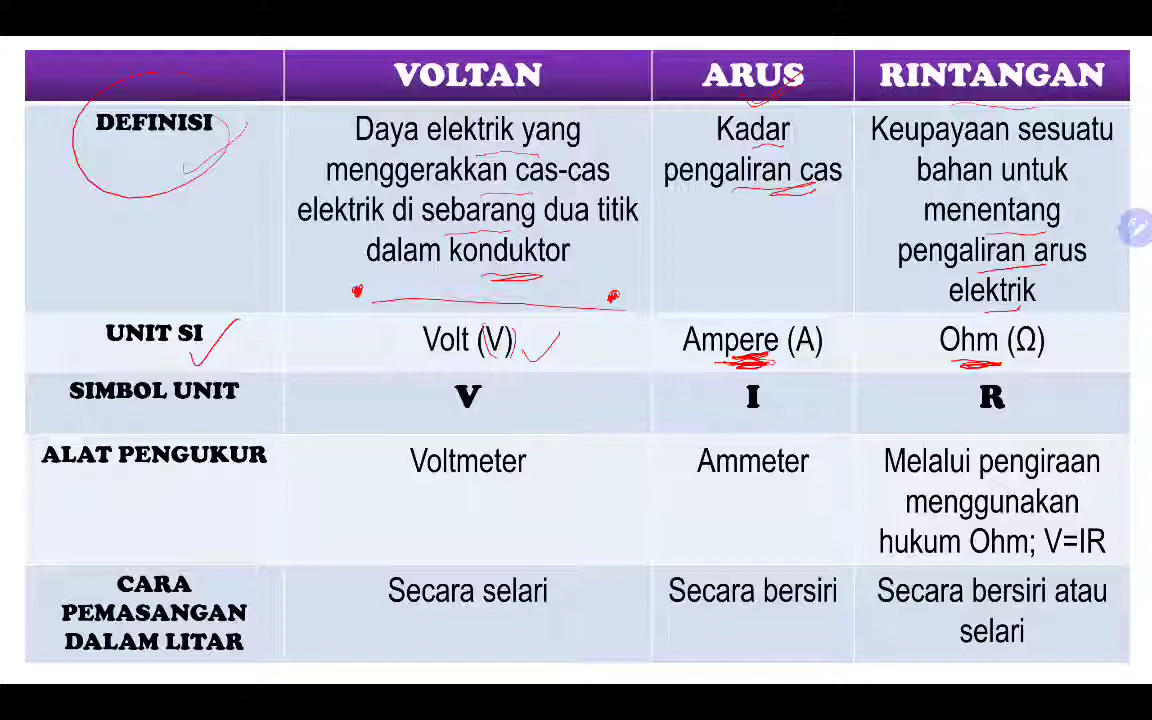 VOLTAN ARUS RINTANGAN
DEFINISI
Daya elektrik yang
menggerakkan cas-cas
elektrik di sebarang dua titik
dalam konduktor
Kadar
pengaliran cas
Keupayaan sesuatu
bahan untuk
menentang
pengaliran arus
elektrik
UNIT SI
Volt (V)
Ampere (A)
Ohm (Ω)
SIMBOL UNIT
V
I
R
ALAT PENGUKUR
Voltmeter
Ammeter
Melalui pengiraan
menggunakan
hukum Ohm; V=IR
CARA
PEMASANGAN
DALAM LITAR
Secara selari
Secara bersiri
Secara bersiri atau
selari